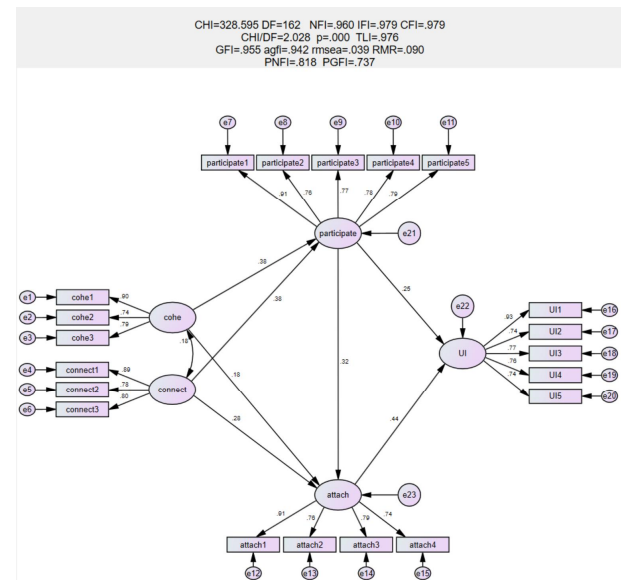 CHI=328.595 DF=162 NFI=.960 IFI=.979 CFI=.979
CHI/DF=2.028 p=.000 TLI=.976
GFI=.955 agfi=.942 rmsea=.039 RMR=.090
PNFI=.818 PGFI=.737
e7 e8 e9 e10 e11
participate1 participate2 participate3 participate4 participate5
.91 .76 .77 .78 .79
participate e21
.38 .25
e1 cohe1 .90
e2 cohe2 .74 cohe
e3 cohe3 .79
.18 .38
e4 connect1 .89
e5 connect2 .78 connect
e6 connect3 .80
.18 .32
.28 .44
e22
UI
.93 UI1 e16
.74 UI2 e17
.77 UI3 e18
.76 UI4 e19
.74 UI5 e20
attach e23
.91 .76 .79 .74
attach1 attach2 attach3 attach4
e12 e13 e14 e15